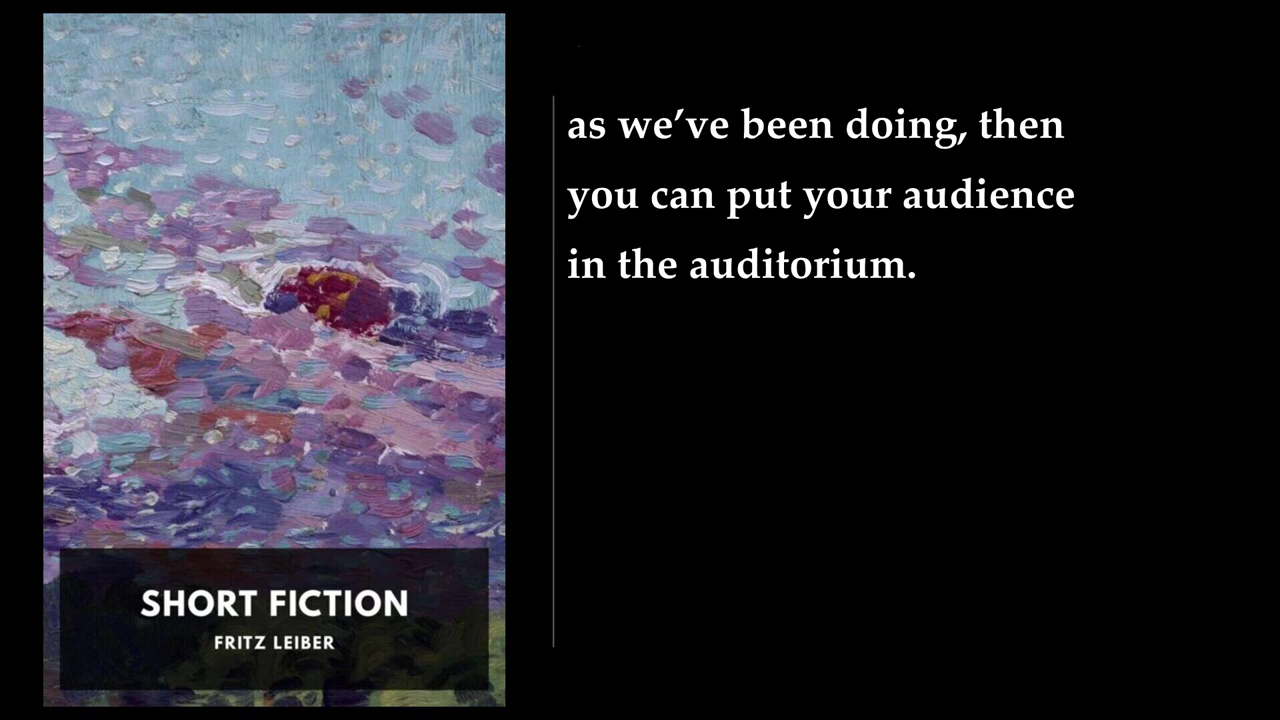 SHORT FICTION
FRITZ LEIBER
as we’ve been doing, then
you can put your audience
in the auditorium.